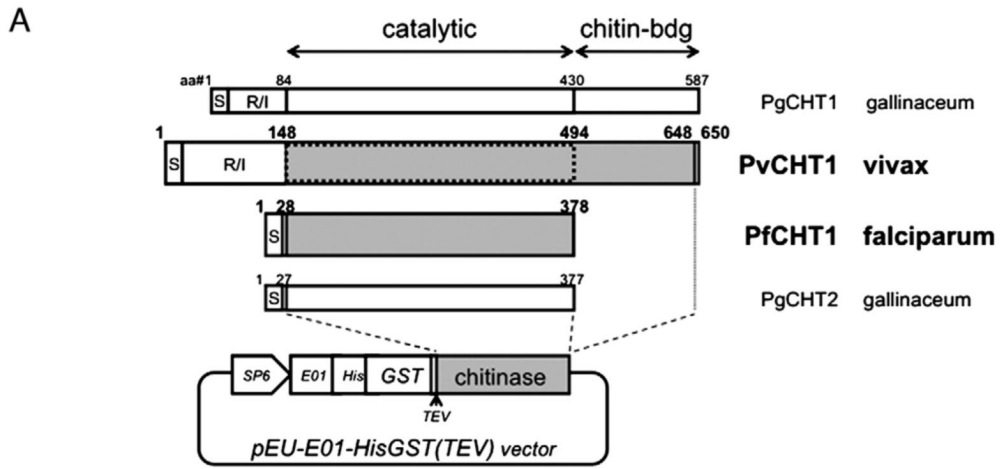 A
catalytic chitin-bdg
aa#1 84 430 587
S R/I PgCHT1 gallinaceum
1 148 494 648 650
S R/I PvCHT1 vivax
1 28 378
S PfCHT1 falciparum
1 27 377
S PgCHT2 gallinaceum
SP6 E01 His GST chitinase
TEV
pEU-E01-HisGST(TEV) vector